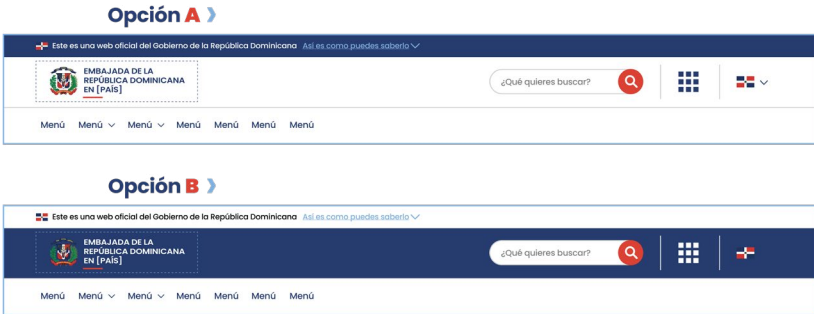 Opción A
Este es una web oficial del Gobierno de la República Dominicana Así es como puedes saberlo
EMBAJADA DE LA
REPÚBLICA DOMINICANA
EN [PAÍS]
¿Qué quieres buscar?
Menú Menú Menú Menú Menú Menú Menú
Opción B
Este es una web oficial del Gobierno de la República Dominicana Así es como puedes saberlo
EMBAJADA DE LA
REPÚBLICA DOMINICANA
EN [PAÍS]
¿Qué quieres buscar?
Menú Menú Menú Menú Menú Menú Menú